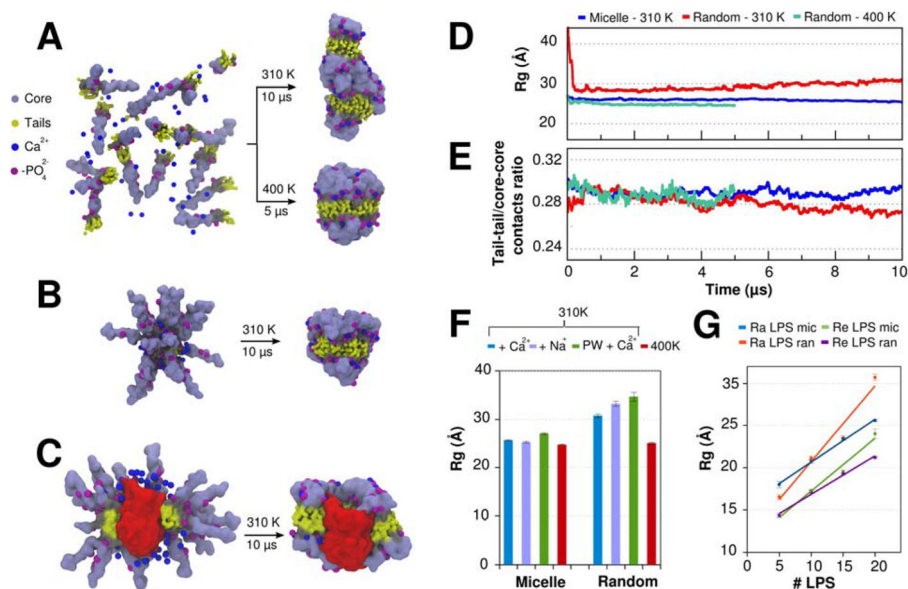 A
Core
Tails
Ca²⁺
-PO₄²⁻
310 K
10 µs
400 K
5 µs
B
310 K
10 µs
C
310 K
10 µs
Micelle - 310 K Random - 310 K Random - 400 K
D
Rg (Å)
40
30
20
E
Tail-tail/core-core
contacts ratio
0.32
0.28
0.24
0 2 4 6 8 10
Time (µs)
F
310K
+ Ca²⁺ + Na⁺ PW + Ca²⁺ 400K
Rg (Å)
40
30
20
10
0
Micelle Random
G
Ra LPS mic Re LPS mic
Ra LPS ran Re LPS ran
Rg (Å)
35
25
20
15
10
0 5 10 15 20
# LPS